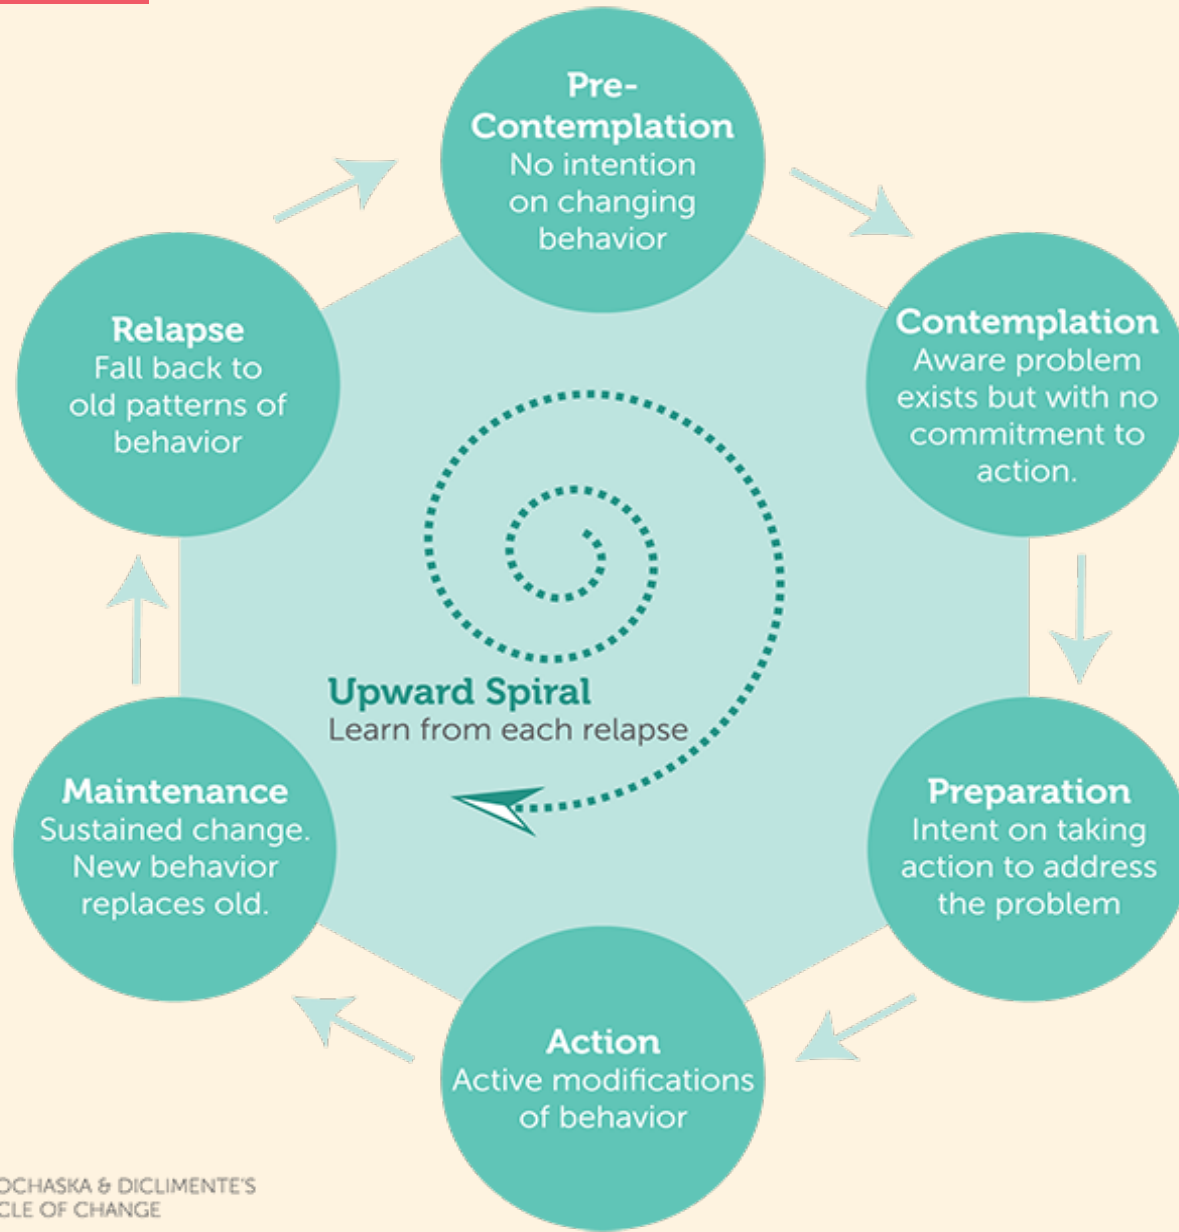 Pre-
Contemplation
No intention
on changing
behavior
Contemplation
Aware problem
exists but with no
commitment to
action.
Preparation
Intent on taking
action to address
the problem
Action
Active modifications
of behavior
Maintenance
Sustained change.
New behavior
replaces old.
Relapse
Fall back to
old patterns of
behavior
Upward Spiral
Learn from each relapse
OCHASKA & DICLIMENTE'S
CLE OF CHANGE